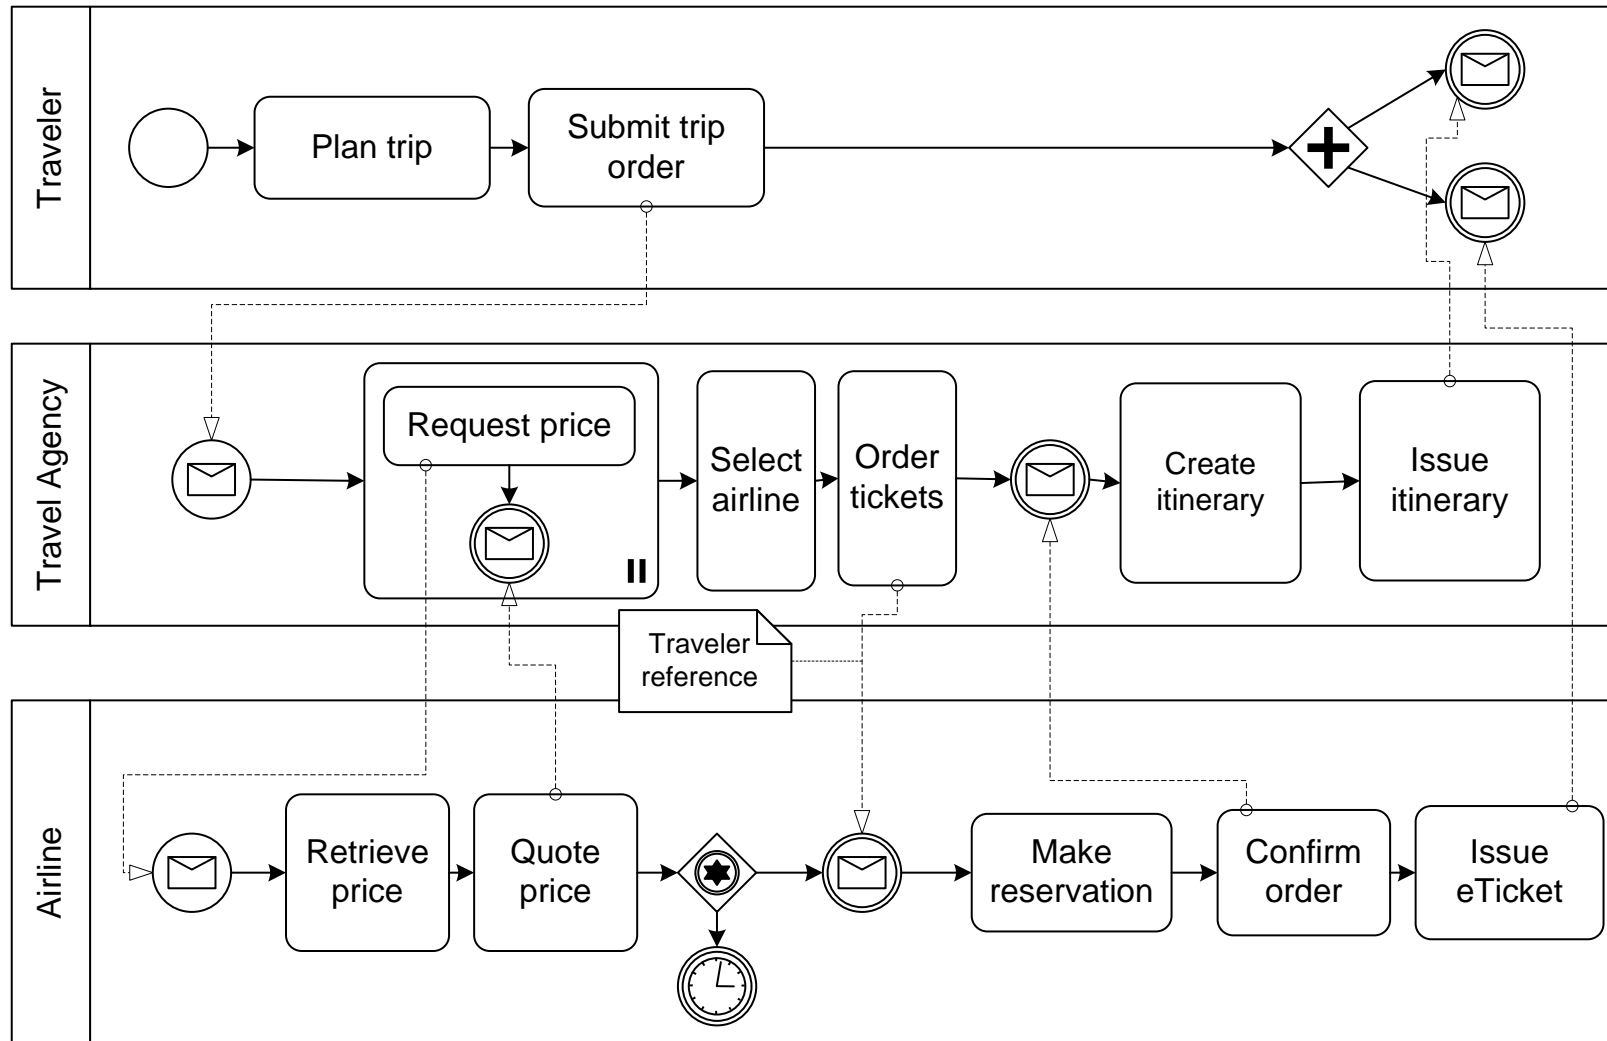 Traveler
Plan trip
Submit trip
order
Travel Agency
Request price
Select
airline
Order
tickets
Create
itinerary
Issue
itinerary
Traveler
reference
Airline
Retrieve
price
Quote
price
Make
reservation
Confirm
order
Issue
eTicket